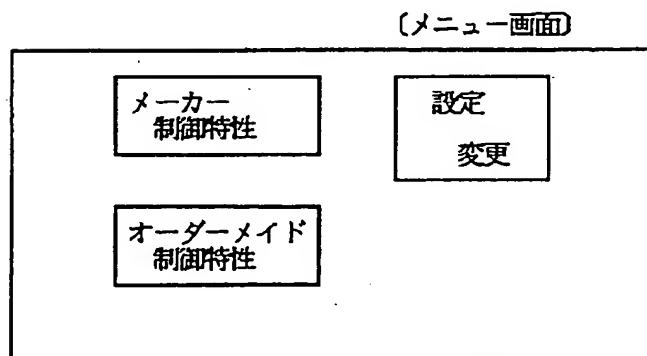 〔メニュー画面〕
メーカー
制御特性
設定
変更
オーダーメイド
制御特性